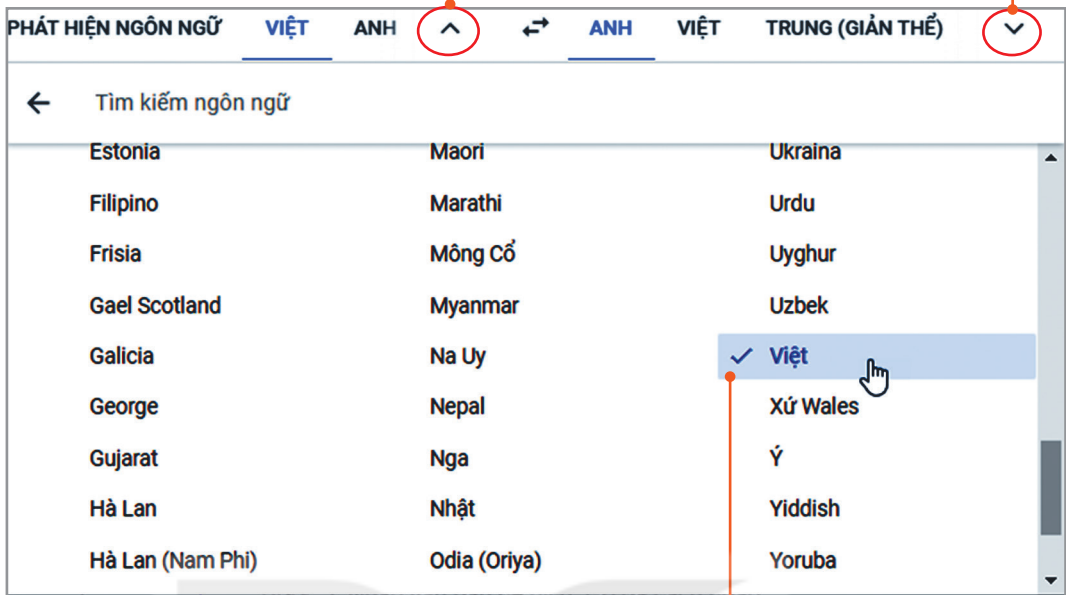 PHÁT HIỆN NGÔN NGỮ VIỆT ANH ANH VIỆT TRUNG (GIẢN THỂ)
Tìm kiếm ngôn ngữ
Estonia Maori Ukraina
Filipino Marathi Urdu
Frisia Mông Cổ Uyghur
Gael Scotland Myanmar Uzbek
Galicia Na Uy Việt
George Nepal Xứ Wales
Gujarat Nga Ý
Hà Lan Nhật Yiddish
Hà Lan (Nam Phi) Odia (Oriya) Yoruba